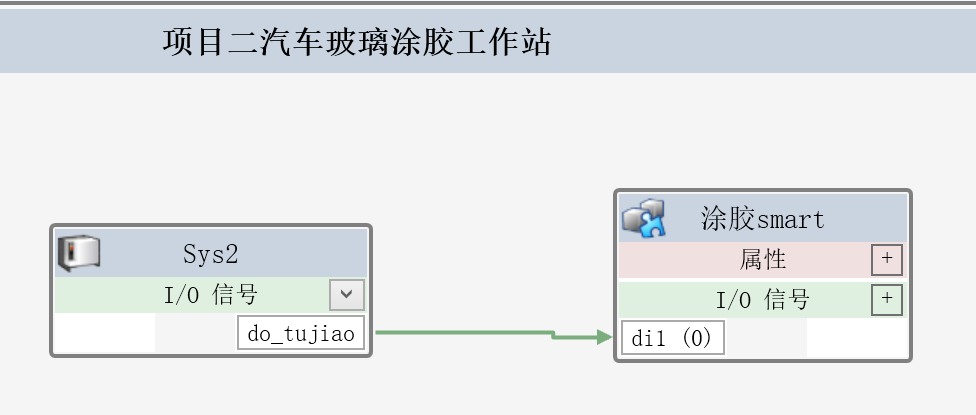 项目二汽车玻璃涂胶工作站
Sys2
I/O 信号
do_tujiao
涂胶smart
属性
+
I/O 信号
+
di1 (0)